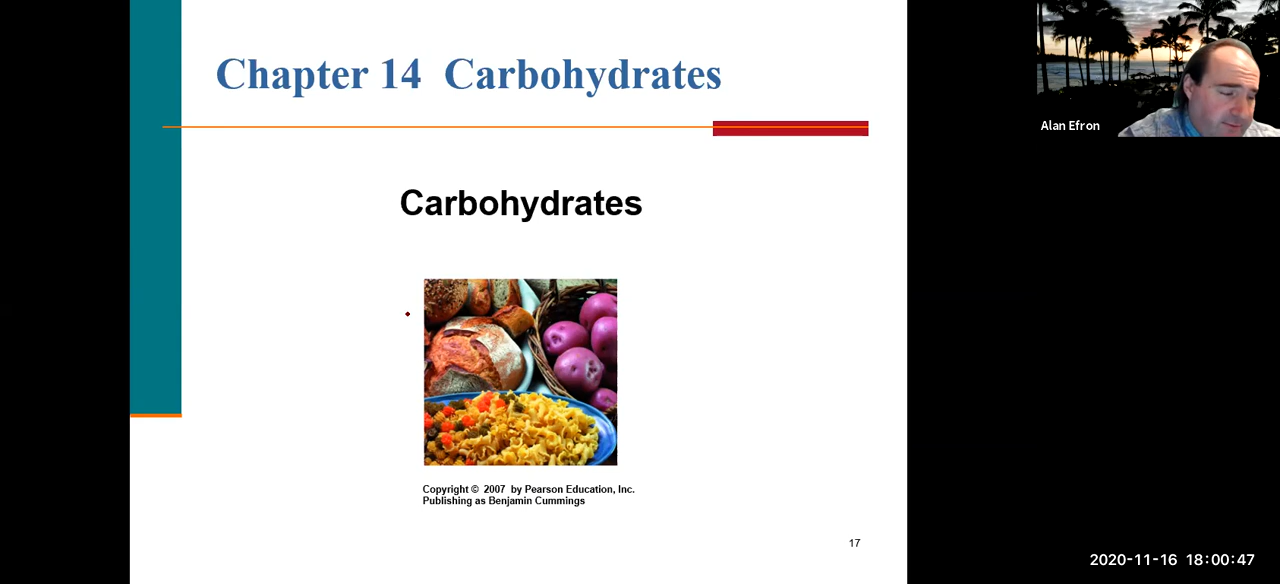 Chapter 14 Carbohydrates
Alan Efron
Carbohydrates
Copyright © 2007 by Pearson Education, Inc.
Publishing as Benjamin Cummings
17
2020-11-16 18:00:47